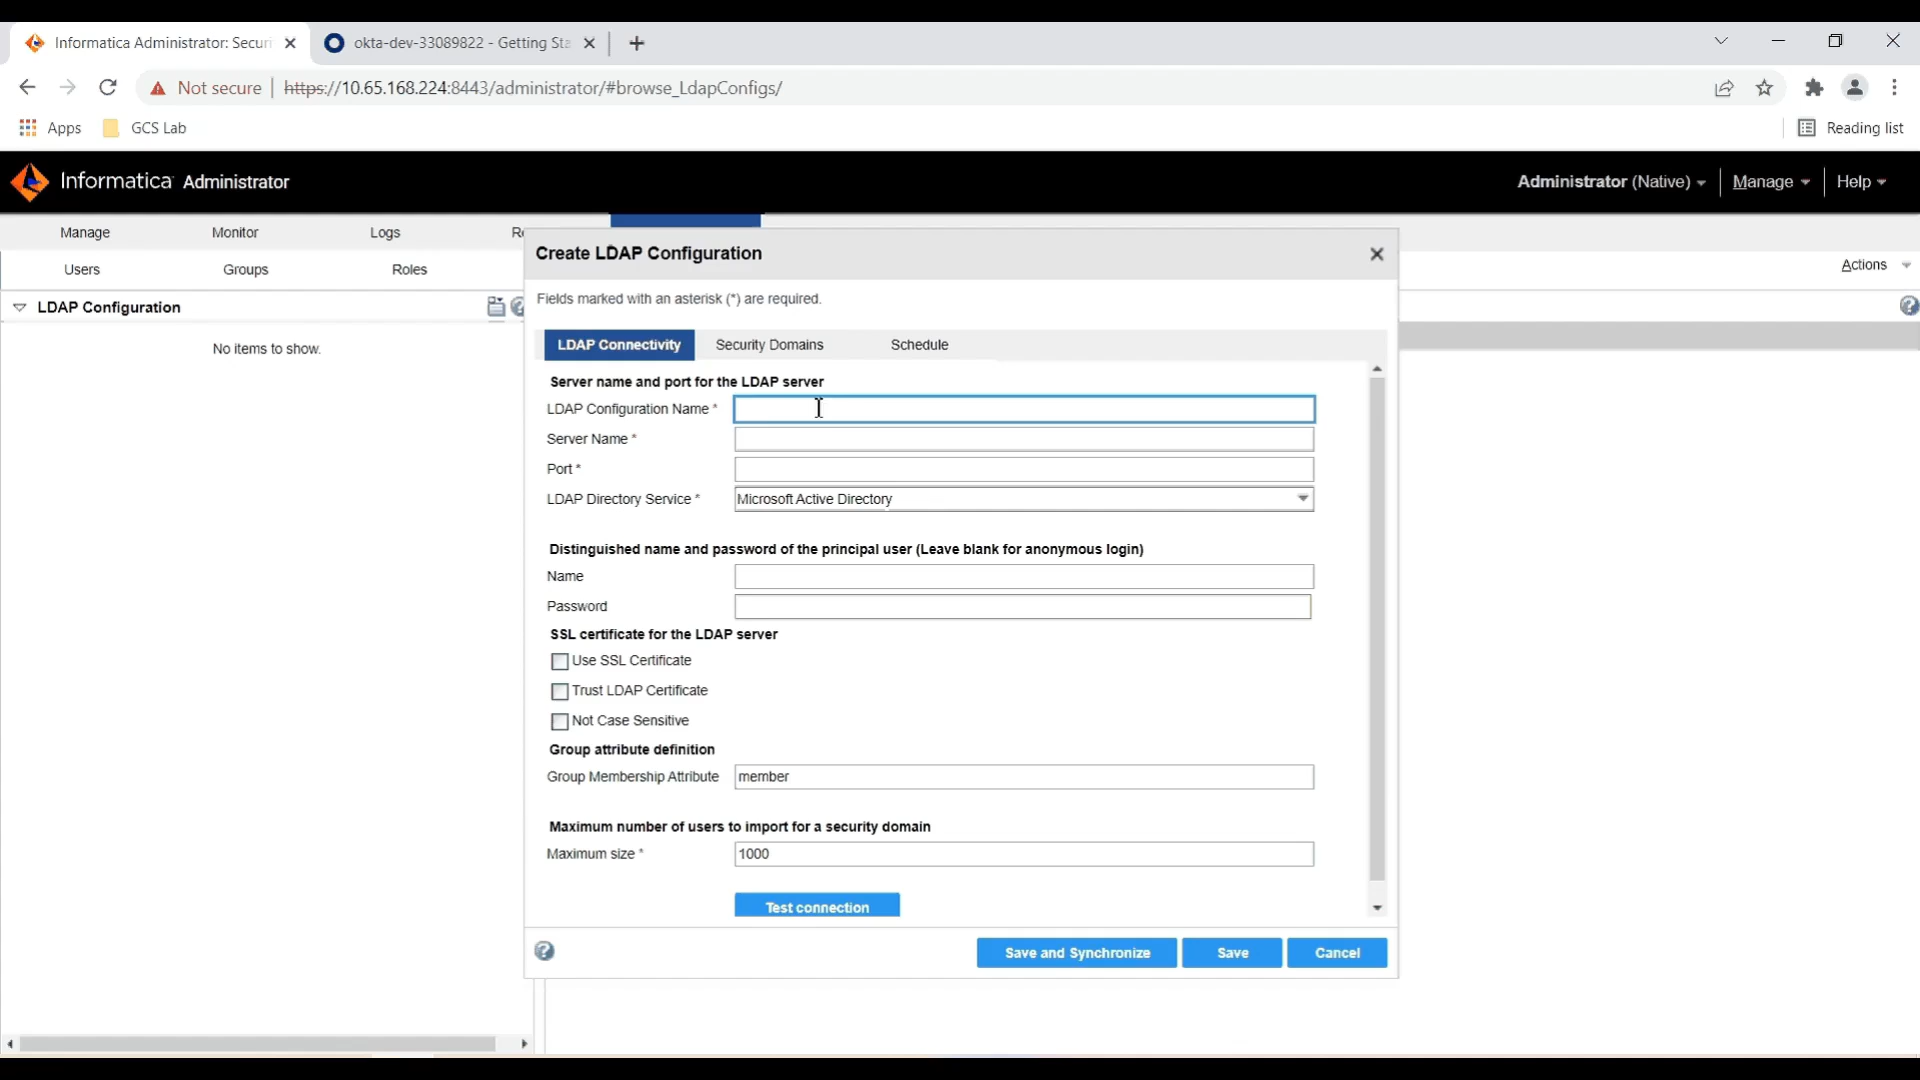 Informatica Administrator: Securi
okta-dev-33089822 - Getting Sta
Not secure
https://10.65.168.224:8443/administrator/#browse_LdapConfigs/
Apps
GCS Lab
Reading list
Informatica Administrator
Administrator (Native)
Manage
Help
Manage
Monitor
Logs
Users
Groups
Roles
Actions
LDAP Configuration
No items to show.
Create LDAP Configuration
Fields marked with an asterisk (*) are required.
LDAP Connectivity
Security Domains
Schedule
Server name and port for the LDAP server
LDAP Configuration Name *
Server Name *
Port *
LDAP Directory Service *
Microsoft Active Directory
Distinguished name and password of the principal user (Leave blank for anonymous login)
Name
Password
SSL certificate for the LDAP server
Use SSL Certificate
Trust LDAP Certificate
Not Case Sensitive
Group attribute definition
Group Membership Attribute
member
Maximum number of users to import for a security domain
Maximum size *
1000
Test connection
Save and Synchronize
Save
Cancel